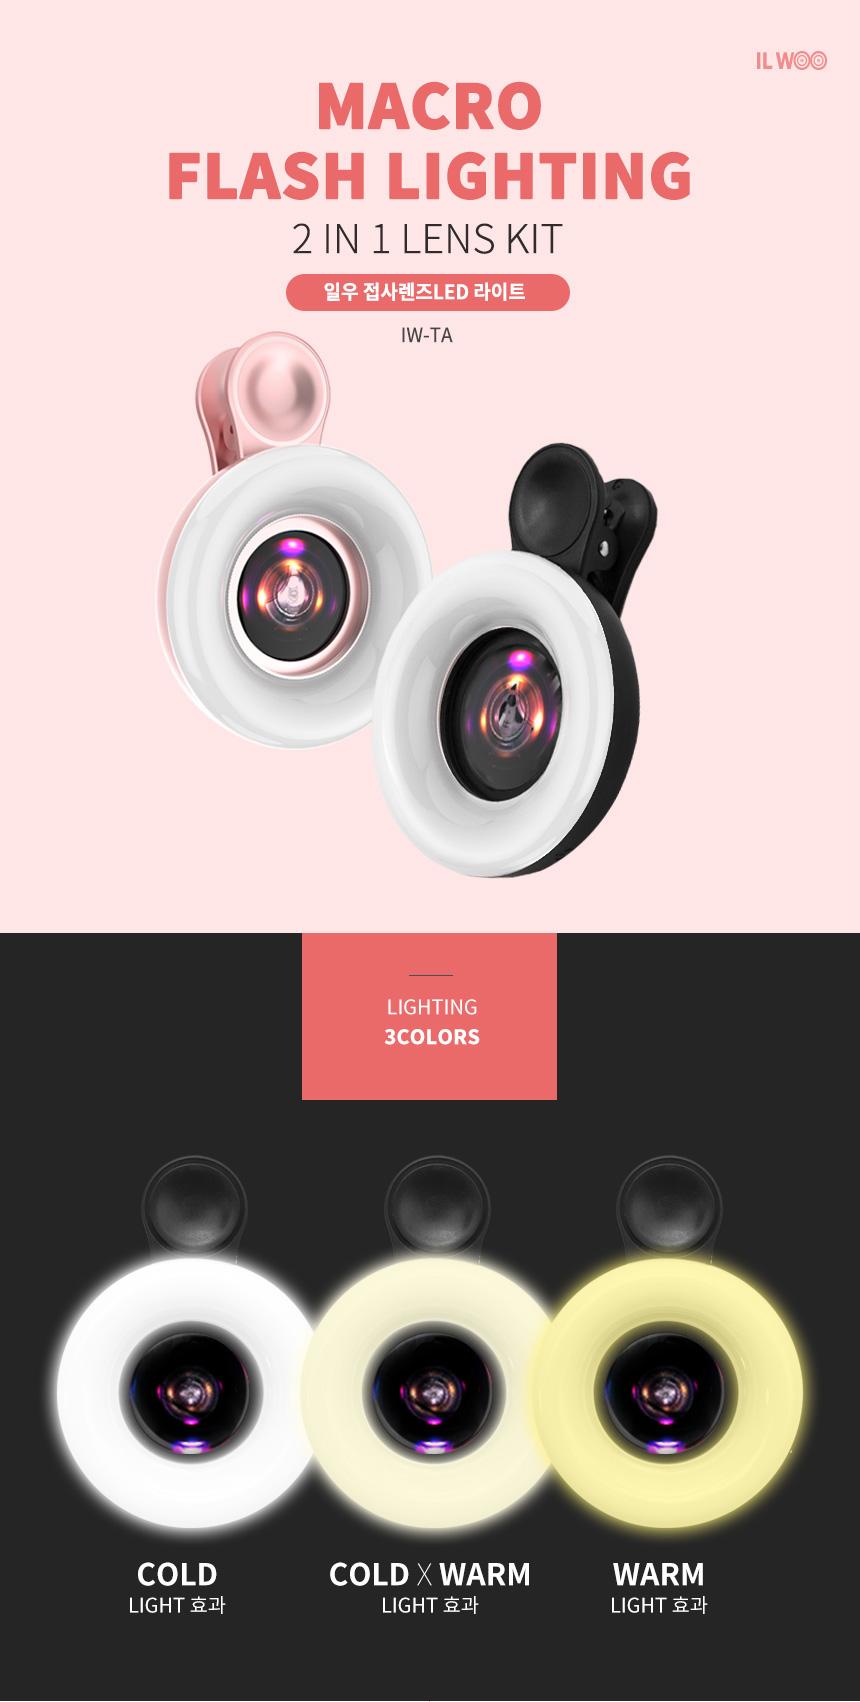 IL WOO
MACRO
FLASH LIGHTING
2 IN 1 LENS KIT
일우 접사렌즈LED 라이트
IW-TA
LIGHTING
3COLORS
COLD
LIGHT 효과
COLD X WARM
LIGHT 효과
WARM
LIGHT 효과